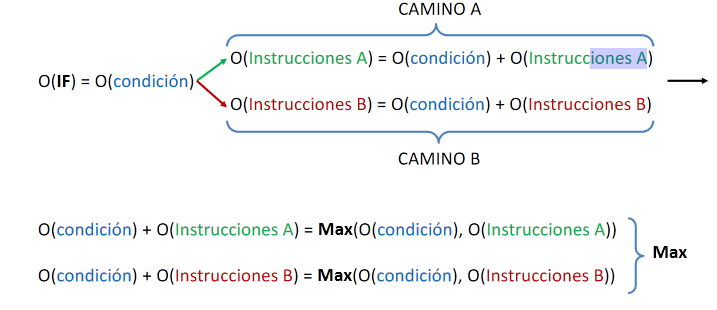 CAMINO A
O(Instrucciones A) = O(condición) + O(Instrucciones A)
O(IF) = O(condición)
O(Instrucciones B) = O(condición) + O(Instrucciones B)
CAMINO B
O(condición) + O(Instrucciones A) = Max(O(condición), O(Instrucciones A))
Max
O(condición) + O(Instrucciones B) = Max(O(condición), O(Instrucciones B))